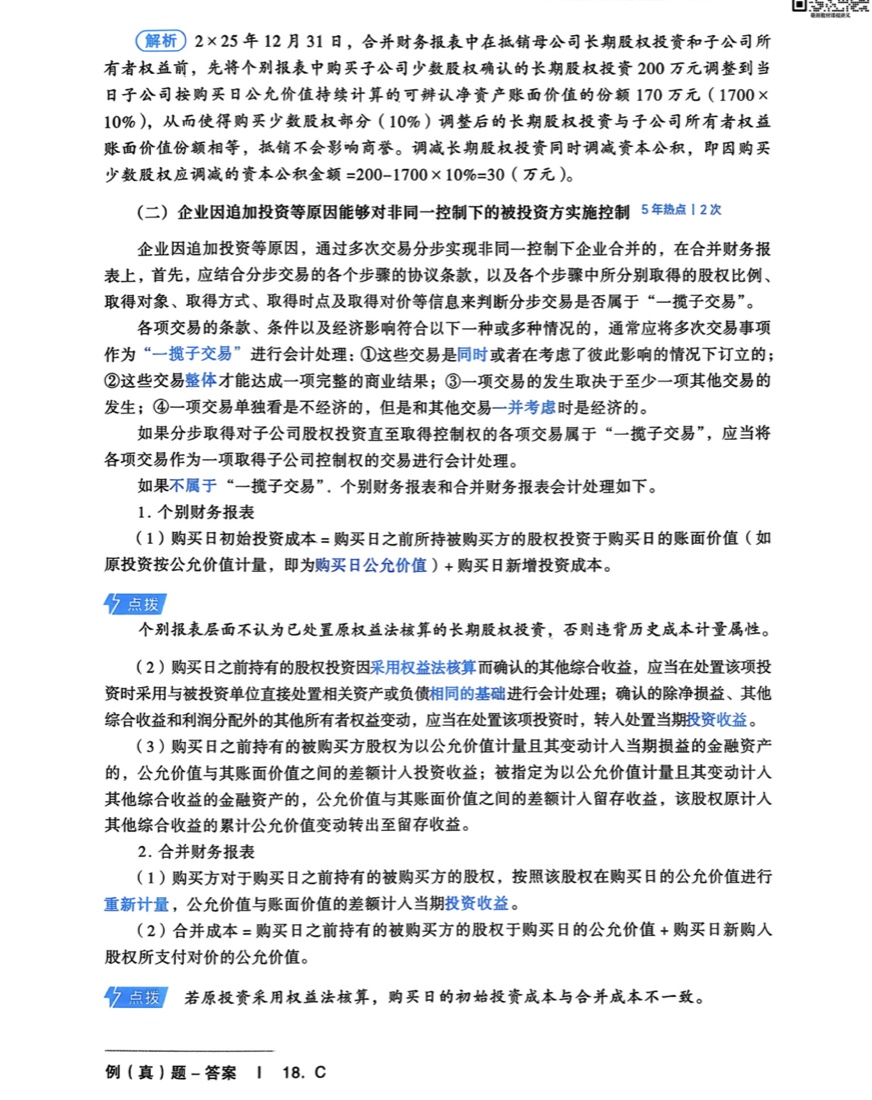 解析 2×25 年 12 月 31 日，合并财务报表中在抵销母公司长期股权投资和子公司所
有者权益前，先将个别报表中购买子公司少数股权确认的长期股权投资 200 万元调整到当
日子公司按购买日公允价值持续计算的可辨认净资产账面价值的份额 170 万元（1700×
10%），从而使得购买少数股权部分（10%）调整后的长期股权投资与子公司所有者权益
账面价值份额相等，抵销不会影响商誉。调减长期股权投资同时调减资本公积，即因购买
少数股权应调减的资本公积金额 =200-1700×10%=30（万元）。
（二）企业因追加投资等原因能够对非同一控制下的被投资方实施控制 5 年热点 | 2 次
企业因追加投资等原因，通过多次交易分步实现非同一控制下企业合并的，在合并财务报
表上，首先，应结合分步交易的各个步骤的协议条款，以及各个步骤中所分别取得的股权比例、
取得对象、取得方式、取得时点及取得对价等信息来判断分步交易是否属于“一揽子交易”。
各项交易的条款、条件以及经济影响符合以下一种或多种情况的，通常应将多次交易事项
作为“一揽子交易”进行会计处理：①这些交易是同时或者在考虑了彼此影响的情况下订立的；
②这些交易整体才能达成一项完整的商业结果；③一项交易的发生取决于至少一项其他交易的
发生；④一项交易单独看是不经济的，但是和其他交易一并考虑时是经济的。
如果分步取得对子公司股权投资直至取得控制权的各项交易属于“一揽子交易”，应当将
各项交易作为一项取得子公司控制权的交易进行会计处理。
如果不属于“一揽子交易”．个别财务报表和合并财务报表会计处理如下。
1. 个别财务报表
（1）购买日初始投资成本 = 购买日之前所持被购买方的股权投资于购买日的账面价值（如
原投资按公允价值计量，即为购买日公允价值）+ 购买日新增投资成本。
点拨
个别报表层面不认为已处置原权益法核算的长期股权投资，否则违背历史成本计量属性。
（2）购买日之前持有的股权投资因采用权益法核算而确认的其他综合收益，应当在处置该项投
资时采用与被投资单位直接处置相关资产或负债相同的基础进行会计处理；确认的除净损益、其他
综合收益和利润分配外的其他所有者权益变动，应当在处置该项投资时，转入处置当期投资收益。
（3）购买日之前持有的被购买方股权为以公允价值计量且其变动计入当期损益的金融资产
的，公允价值与其账面价值之间的差额计入投资收益；被指定为以公允价值计量且其变动计入
其他综合收益的金融资产的，公允价值与其账面价值之间的差额计入留存收益，该股权原计入
其他综合收益的累计公允价值变动转出至留存收益。
2. 合并财务报表
（1）购买方对于购买日之前持有的被购买方的股权，按照该股权在购买日的公允价值进行
重新计量，公允价值与账面价值的差额计入当期投资收益。
（2）合并成本 = 购买日之前持有的被购买方的股权于购买日的公允价值 + 购买日新购入
股权所支付对价的公允价值。
点拨 若原投资采用权益法核算，购买日的初始投资成本与合并成本不一致。
例（真）题 – 答案 | 18. C